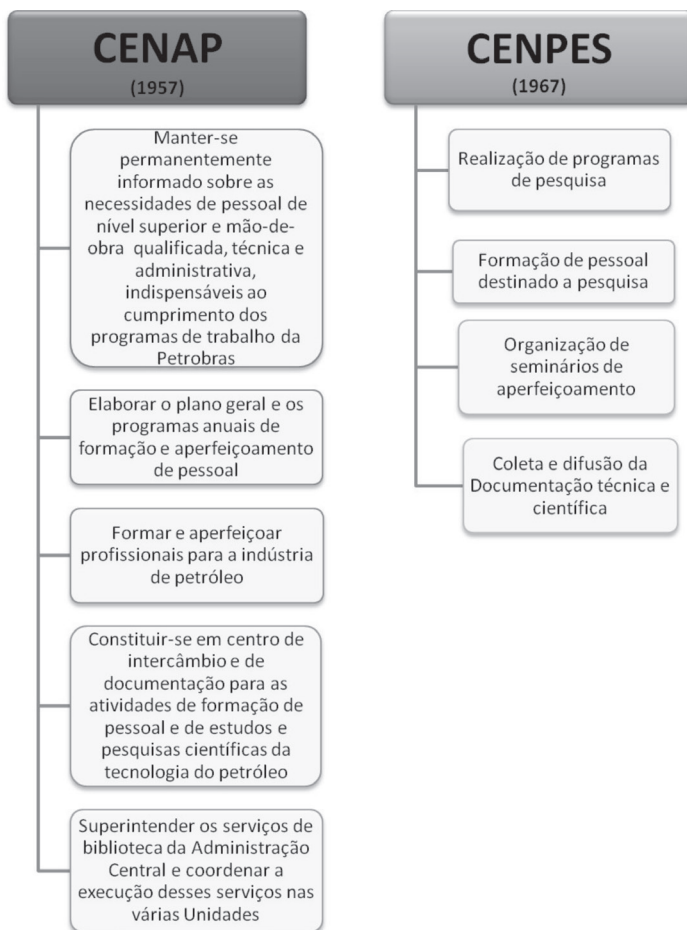 CENAP
(1957)
Manter-se
permanentemente
informado sobre as
necessidades de pessoal de
nível superior e mão-de-
obra qualificada, técnica e
administrativa,
indispensáveis ao
cumprimento dos
programas de trabalho da
Petrobras
Elaborar o plano geral e os
programas anuais de
formação e aperfeiçoamento
de pessoal
Formar e aperfeiçoar
profissionais para a indústria
de petróleo
Constituir-se em centro de
intercâmbio e de
documentação para as
atividades de formação de
pessoal e de estudos e
pesquisas científicas da
tecnologia do petróleo
Superintender os serviços de
biblioteca da Administração
Central e coordenar a
execução desses serviços nas
várias Unidades
CENPES
(1967)
Realização de programas
de pesquisa
Formação de pessoal
destinado a pesquisa
Organização de
seminários de
aperfeiçoamento
Coleta e difusão da
Documentação técnica e
científica